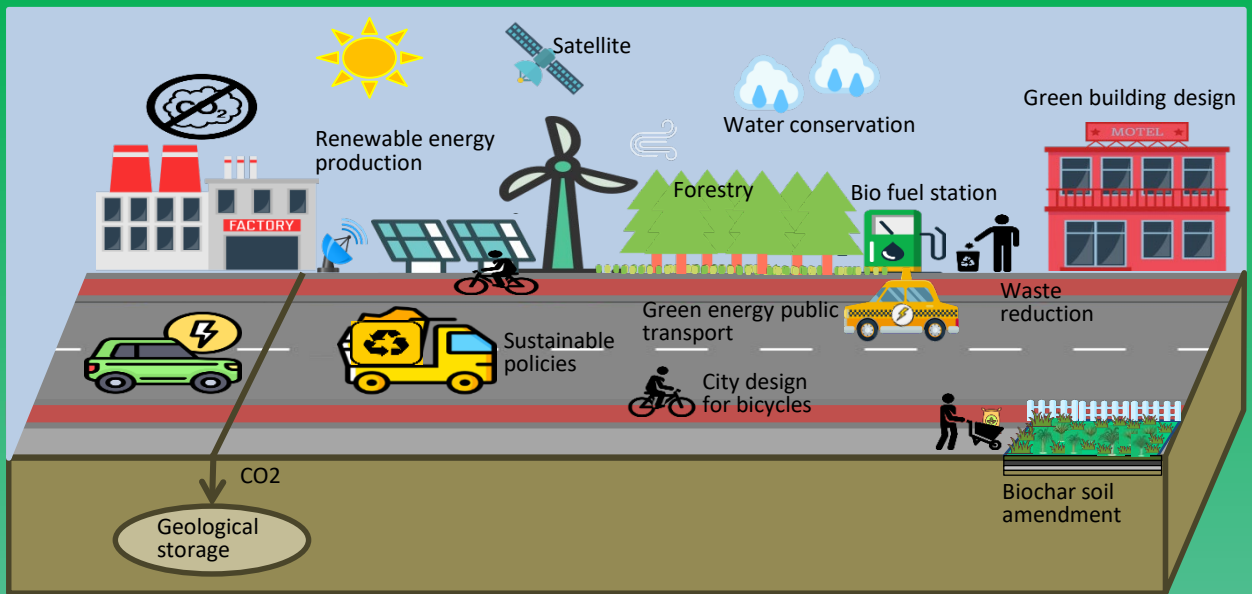 Satellite
CO₂
Green building design
Water conservation
MOTEL
Renewable energy
production
Forestry
Bio fuel station
FACTORY
Green energy public
transport
Waste
reduction
Sustainable
policies
City design
for bicycles
CO2
Geological
storage
Biochar soil
amendment